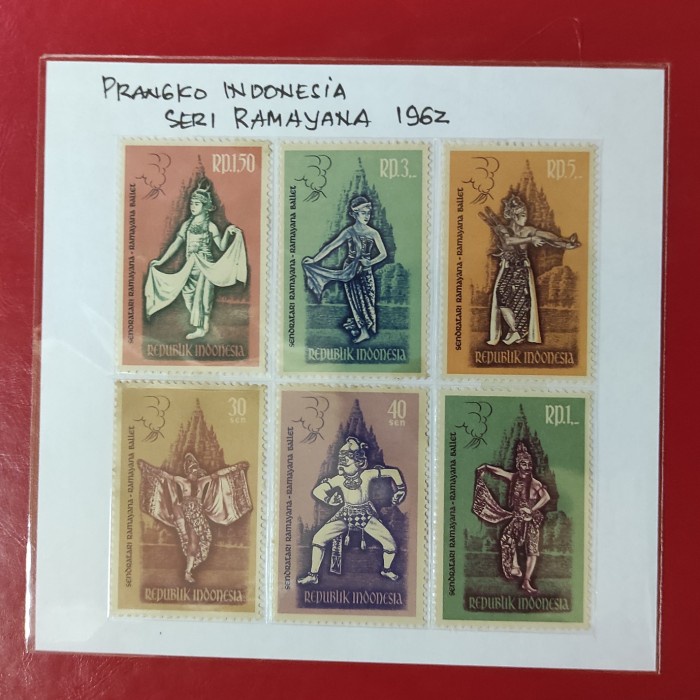 PRANGKO INDONESIA
SERI RAMAYANA 1962
RP.1,50
SENDRATARI RAMAYANA - RAMAYANA BALLET
REPUBLIK INDONESIA
RP.3,-
SENDRATARI RAMAYANA - RAMAYANA BALLET
REPUBLIK INDONESIA
RP.5,-
SENDRATARI RAMAYANA - RAMAYANA BALLET
REPUBLIK INDONESIA
30
SEN
SENDRATARI RAMAYANA - RAMAYANA BALLET
REPUBLIK INDONESIA
40
SEN
SENDRATARI RAMAYANA - RAMAYANA BALLET
REPUBLIK INDONESIA
RP.1,-
SENDRATARI RAMAYANA - RAMAYANA BALLET
REPUBLIK INDONESIA